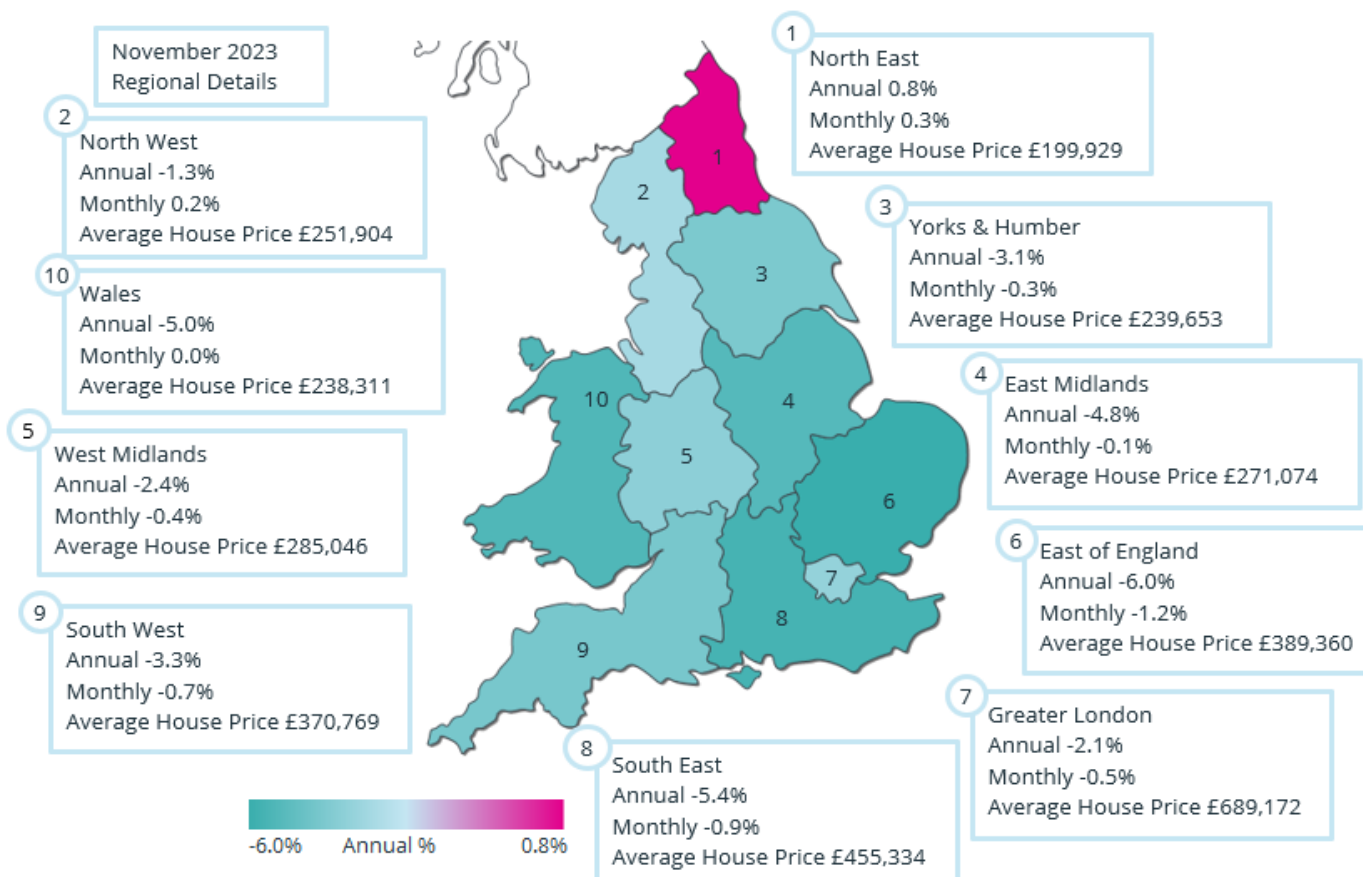 November 2023
Regional Details
1
North East
Annual 0.8%
Monthly 0.3%
Average House Price £199,929
2
North West
Annual -1.3%
Monthly 0.2%
Average House Price £251,904
3
Yorks & Humber
Annual -3.1%
Monthly -0.3%
Average House Price £239,653
10
Wales
Annual -5.0%
Monthly 0.0%
Average House Price £238,311
4
East Midlands
Annual -4.8%
Monthly -0.1%
Average House Price £271,074
5
West Midlands
Annual -2.4%
Monthly -0.4%
Average House Price £285,046
6
East of England
Annual -6.0%
Monthly -1.2%
Average House Price £389,360
9
South West
Annual -3.3%
Monthly -0.7%
Average House Price £370,769
7
Greater London
Annual -2.1%
Monthly -0.5%
Average House Price £689,172
8
South East
Annual -5.4%
Monthly -0.9%
Average House Price £455,334
1
2
3
10
4
5
6
7
8
9
-6.0% Annual % 0.8%